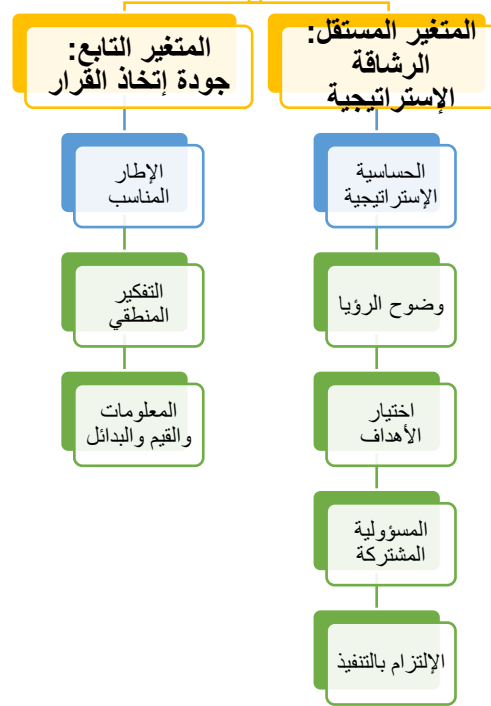 المتغير المستقل:
الرشاقة
الإستراتيجية
الحساسية
الإستراتيجية
وضوح الرؤيا
اختيار
الأهداف
المسؤولية
المشتركة
الإلتزام بالتنفيذ
المتغير التابع:
جودة إتخاذ القرار
الإطار
المناسب
التفكير
المنطقي
المعلومات
والقيم والبدائل